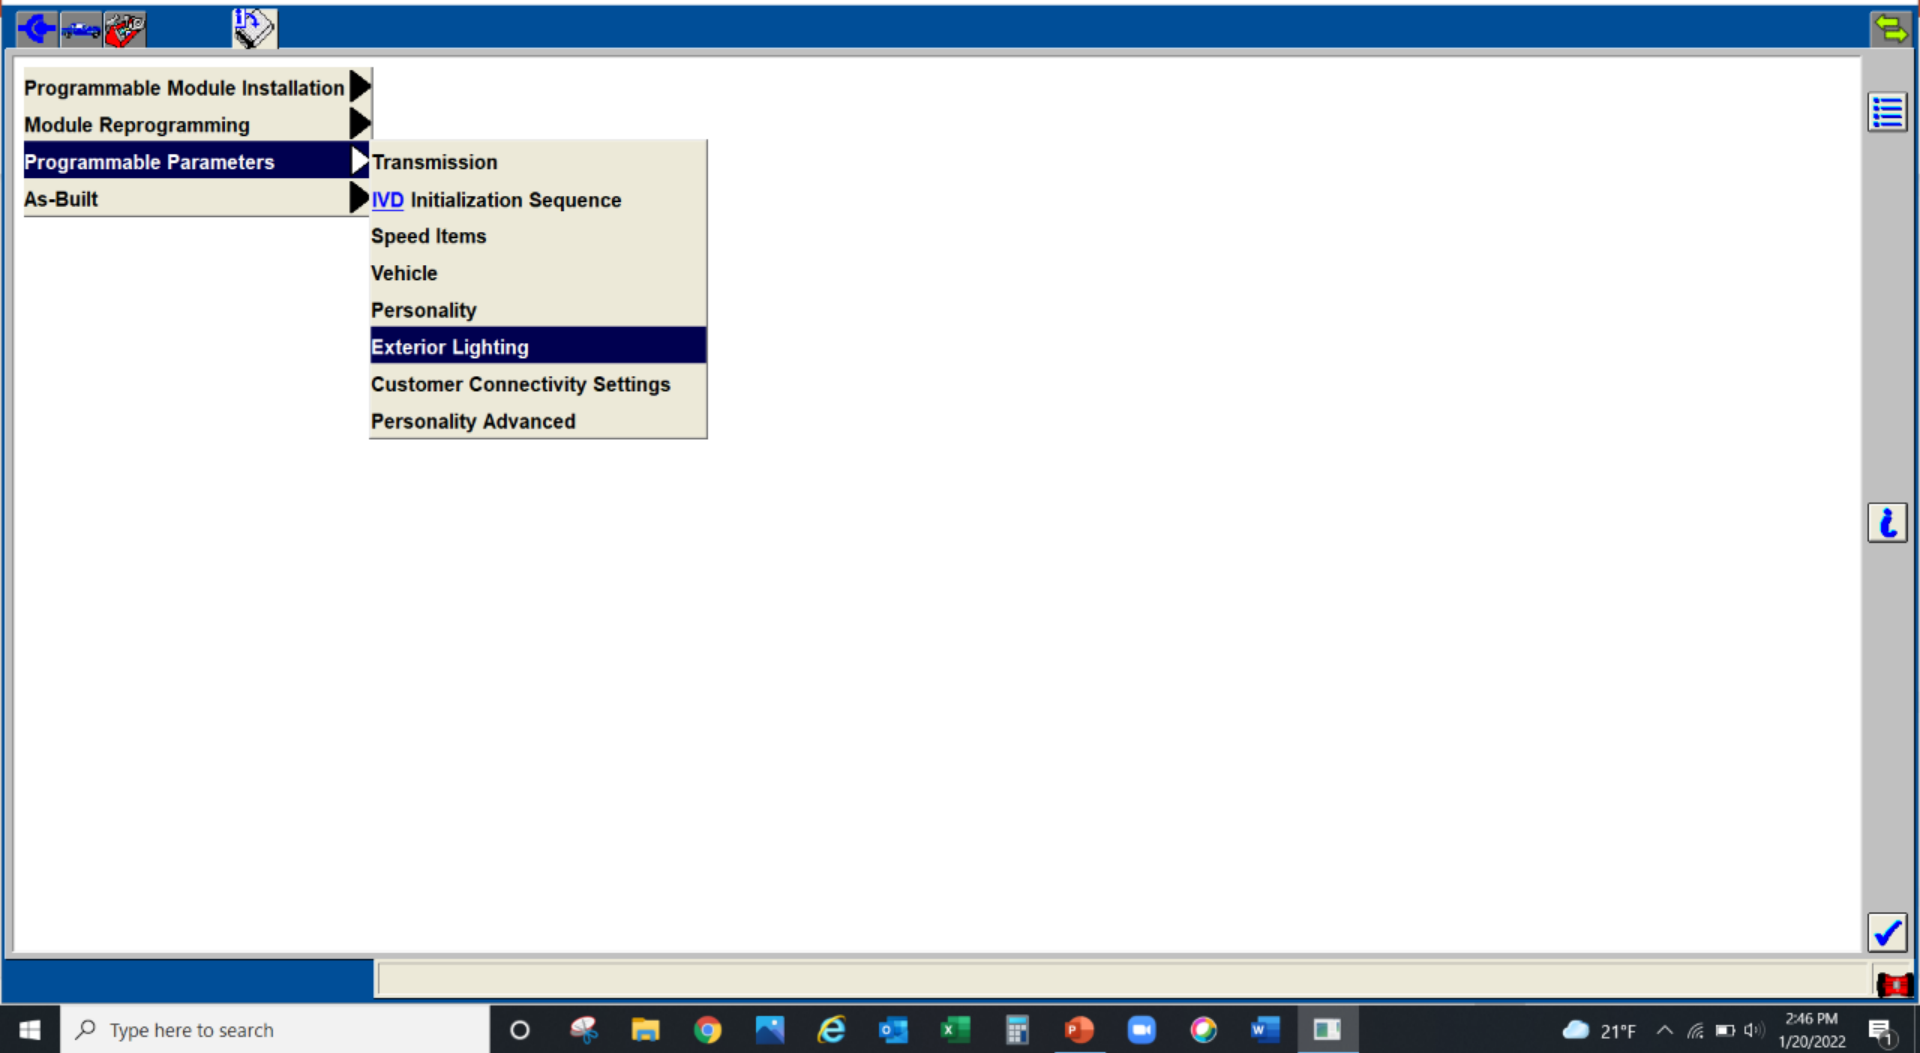 Programmable Module Installation
Module Reprogramming
Programmable Parameters
As-Built
Transmission
IVD Initialization Sequence
Speed Items
Vehicle
Personality
Exterior Lighting
Customer Connectivity Settings
Personality Advanced
Type here to search
21°F
2:46 PM
1/20/2022
1